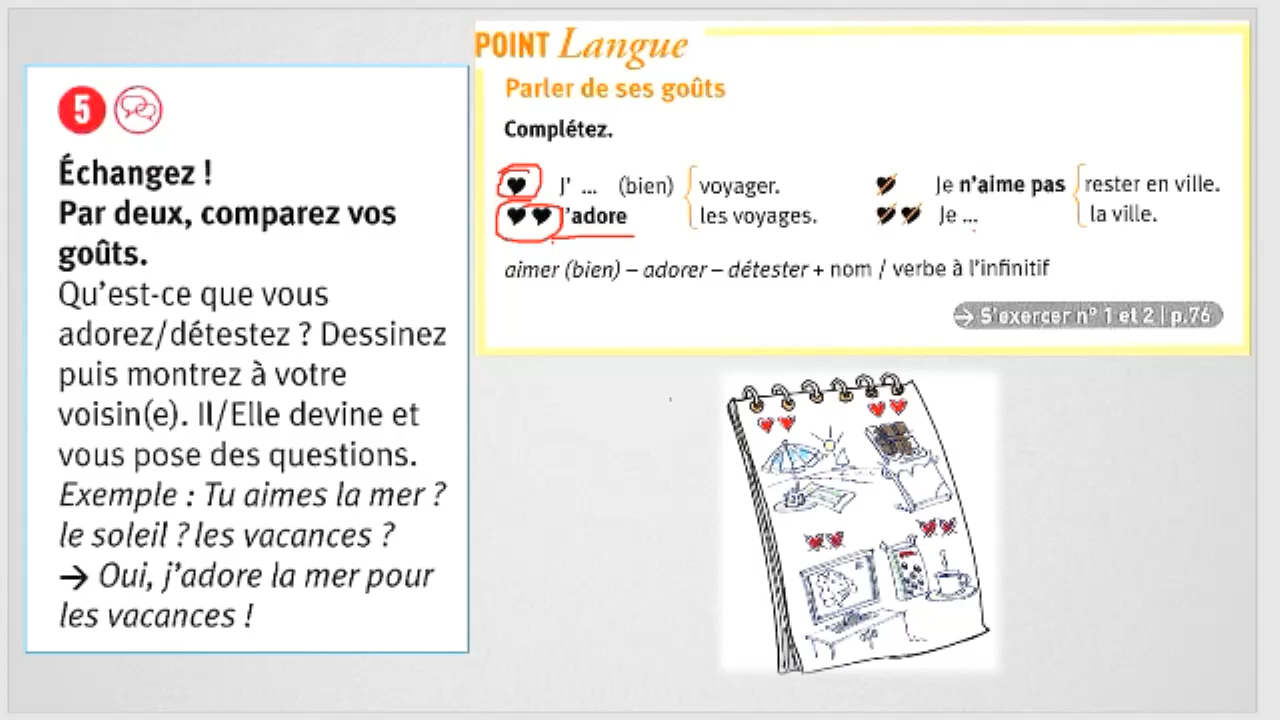 5
Échangez !
Par deux, comparez vos
goûts.
Qu'est-ce que vous
adorez/détestez ? Dessinez
puis montrez à votre
voisin(e). Il/Elle devine et
vous pose des questions.
Exemple : Tu aimes la mer ?
le soleil ? les vacances ?
→ Oui, j'adore la mer pour
les vacances !
POINT Langue
Parler de ses goûts
Complétez.
J' ... (bien) voyager.
'adore les voyages.
Je n'aime pas rester en ville.
Je ... la ville.
aimer (bien) – adorer – détester + nom / verbe à l'infinitif
→ S'exercer n° 1 et 2 | p.76